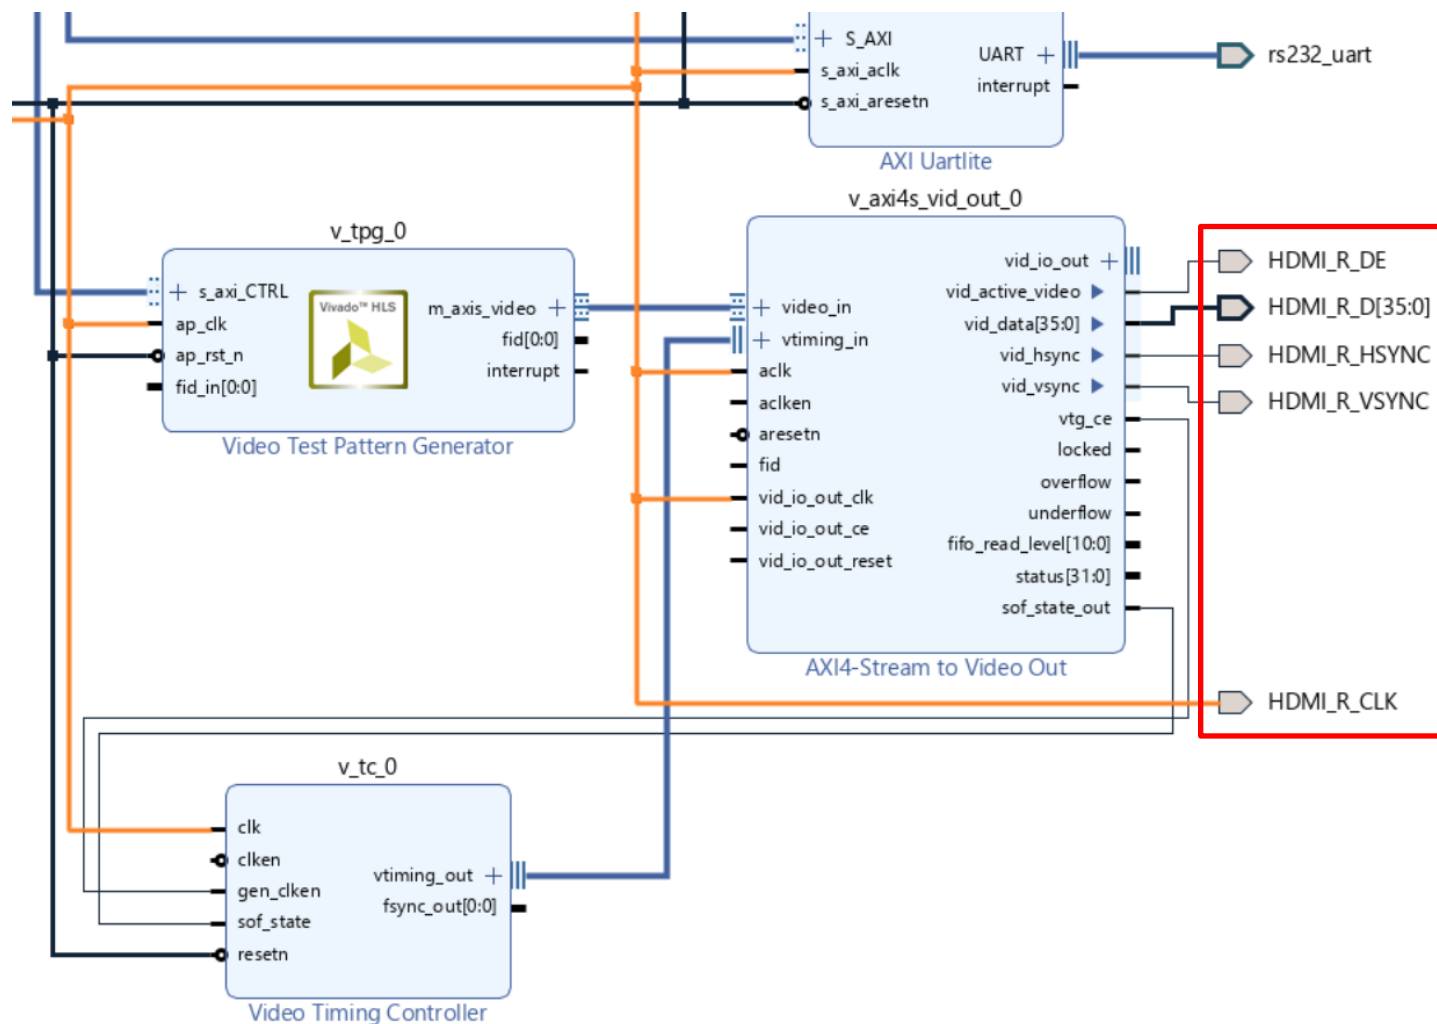 S_AXI
s_axi_aclk
s_axi_aresetn
UART
interrupt
AXI Uartlite
rs232_uart
v_tpg_0
s_axi_CTRL
ap_clk
ap_rst_n
fid_in[0:0]
Vivado™ HLS
m_axis_video
fid[0:0]
interrupt
Video Test Pattern Generator
v_axi4s_vid_out_0
video_in
vtiming_in
aclk
aclken
aresetn
fid
vid_io_out_clk
vid_io_out_ce
vid_io_out_reset
vid_io_out
vid_active_video
vid_data[35:0]
vid_hsync
vid_vsync
vtg_ce
locked
overflow
underflow
fifo_read_level[10:0]
status[31:0]
sof_state_out
AXI4-Stream to Video Out
HDMI_R_DE
HDMI_R_D[35:0]
HDMI_R_HSYNC
HDMI_R_VSYNC
HDMI_R_CLK
v_tc_0
clk
clken
gen_clken
sof_state
resetn
vtiming_out
fsync_out[0:0]
Video Timing Controller